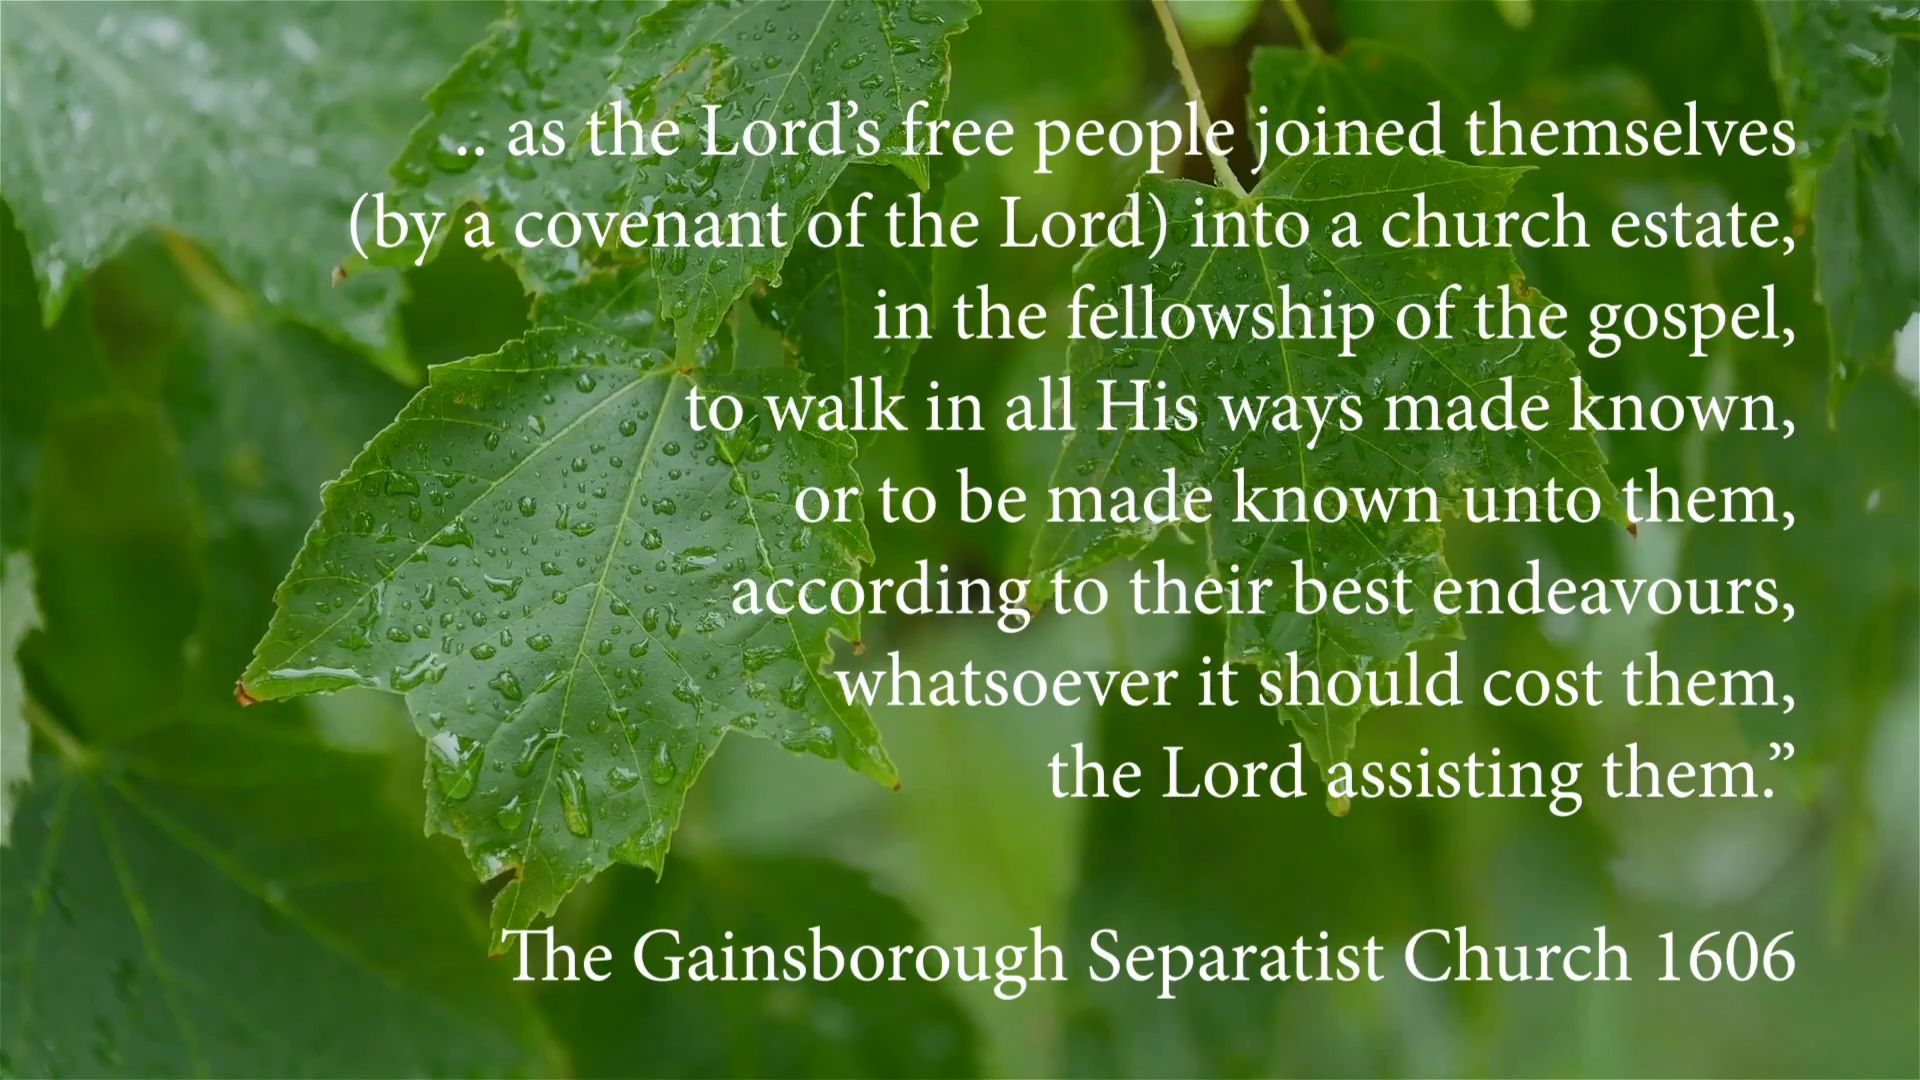 .. as the Lord’s free people joined themselves
(by a covenant of the Lord) into a church estate,
in the fellowship of the gospel,
to walk in all His ways made known,
or to be made known unto them,
according to their best endeavours,
whatsoever it should cost them,
the Lord assisting them.”
The Gainsborough Separatist Church 1606